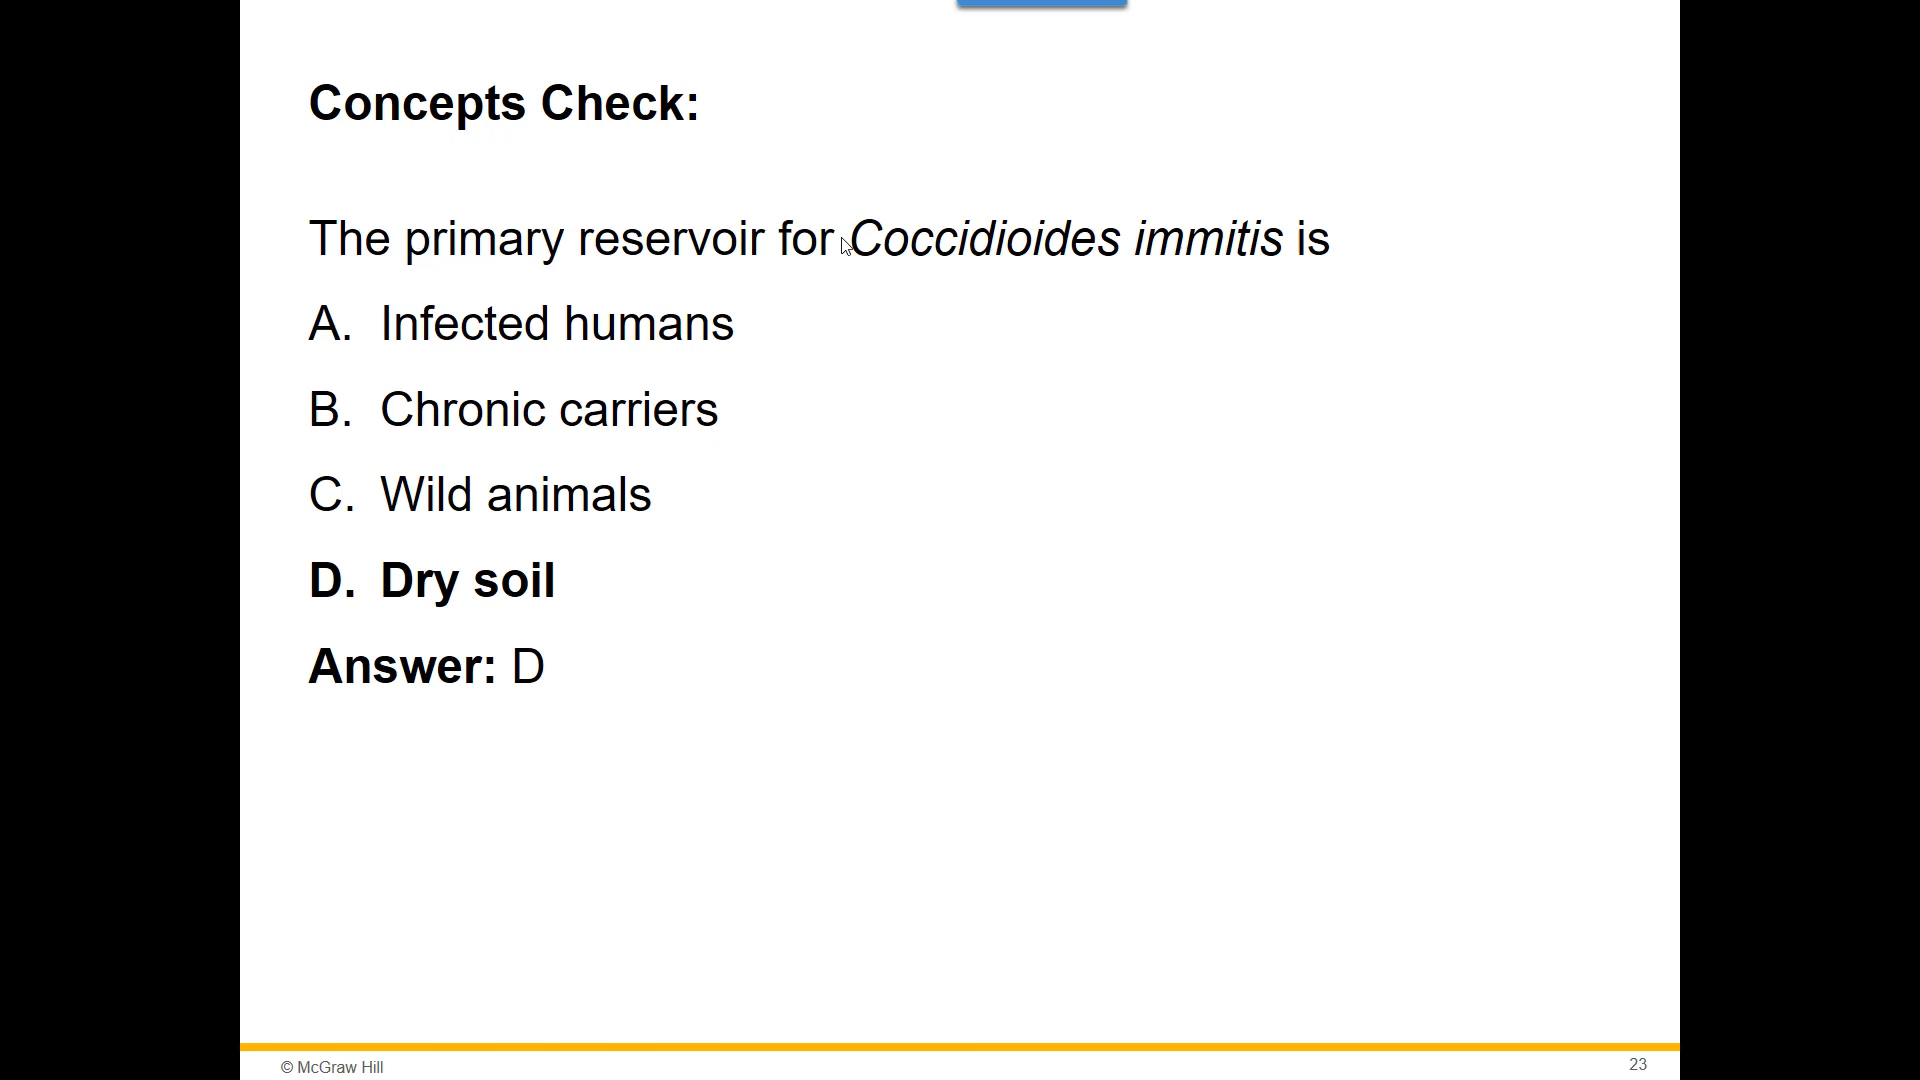 Concepts Check:
The primary reservoir for Coccidioides immitis is
A. Infected humans
B. Chronic carriers
C. Wild animals
D. Dry soil
Answer: D
© McGraw Hill
23